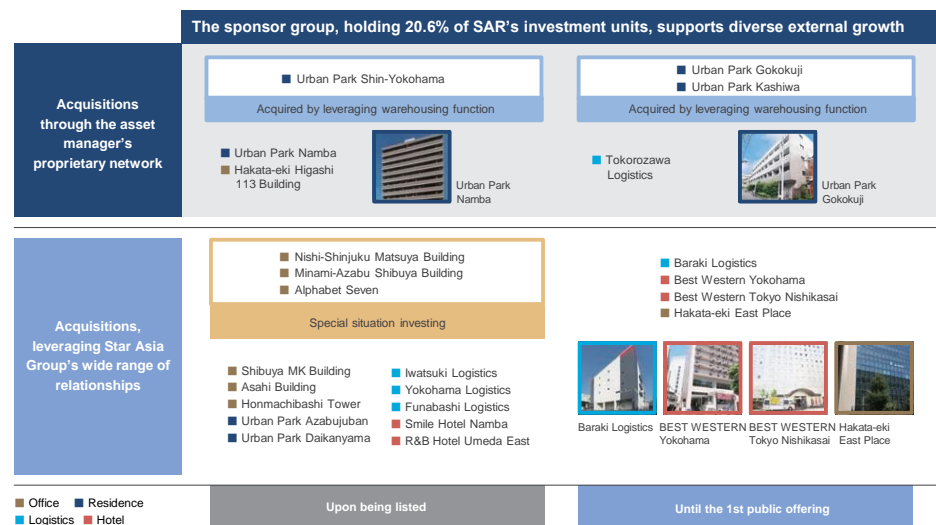 The sponsor group, holding 20.6% of SAR's investment units, supports diverse external growth
Acquisitions
through the asset
manager's
proprietary network
Urban Park Shin-Yokohama
Acquired by leveraging warehousing function
Urban Park Namba
Hakata-eki Higashi
113 Building
Urban Park
Namba
Urban Park Gokokuji
Urban Park Kashiwa
Acquired by leveraging warehousing function
Tokorozawa
Logistics
Urban Park
Gokokuji
Acquisitions,
leveraging Star Asia
Group's wide range of
relationships
Nishi-Shinjuku Matsuya Building
Minami-Azabu Shibuya Building
Alphabet Seven
Special situation investing
Shibuya MK Building
Asahi Building
Honmachibashi Tower
Urban Park Azabujuban
Urban Park Daikanyama
Iwatsuki Logistics
Yokohama Logistics
Funabashi Logistics
Smile Hotel Namba
R&B Hotel Umeda East
Baraki Logistics
Best Western Yokohama
Best Western Tokyo Nishikasai
Hakata-eki East Place
Baraki Logistics
BEST WESTERN
Yokohama
BEST WESTERN
Tokyo Nishikasai
Hakata-eki
East Place
Office
Residence
Logistics
Hotel
Upon being listed
Until the 1st public offering